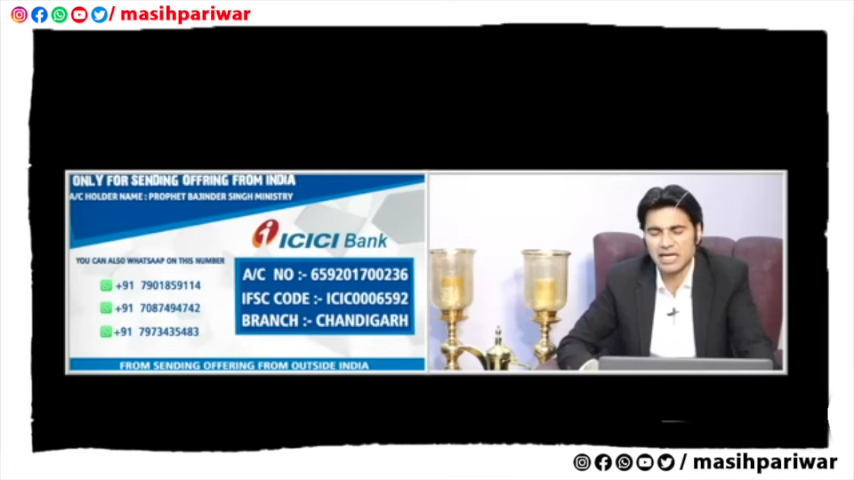 / masihpariwar
ONLY FOR SENDING OFFRING FROM INDIA
A/C HOLDER NAME : PROPHET BAJINDER SINGH MINISTRY
ICICI Bank
YOU CAN ALSO WHATSAAP ON THIS NUMBER
+91 7901859114
+91 7087494742
+91 7973435483
A/C NO :- 659201700236
IFSC CODE :- ICIC0006592
BRANCH :- CHANDIGARH
FROM SENDING OFFERING FROM OUTSIDE INDIA
/ masihpariwar